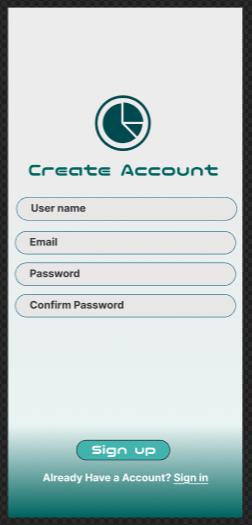 Create Account
User name
Email
Password
Confirm Password
Sign up
Already Have a Account? Sign in